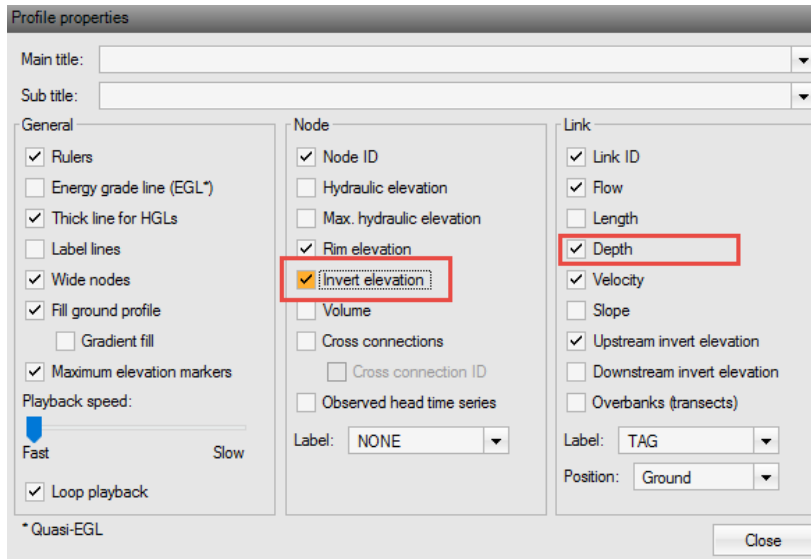 Profile properties
Main title:
Sub title:
General
Rulers
Energy grade line (EGL*)
Thick line for HGLs
Label lines
Wide nodes
Fill ground profile
Gradient fill
Maximum elevation markers
Playback speed:
Fast Slow
Loop playback
* Quasi-EGL
Node
Node ID
Hydraulic elevation
Max. hydraulic elevation
Rim elevation
Invert elevation
Volume
Cross connections
Cross connection ID
Observed head time series
Label: NONE
Link
Link ID
Flow
Length
Depth
Velocity
Slope
Upstream invert elevation
Downstream invert elevation
Overbanks (transects)
Label: TAG
Position: Ground
Close